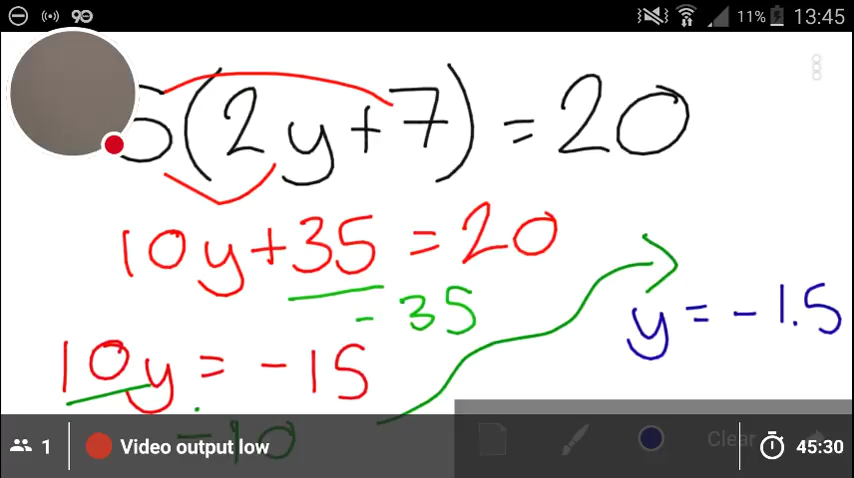 11% 13:45
5(2y+7)=20
10y+35=20
- 35
10y = -15
÷10
y = -1.5
1 Video output low Clear 45:30